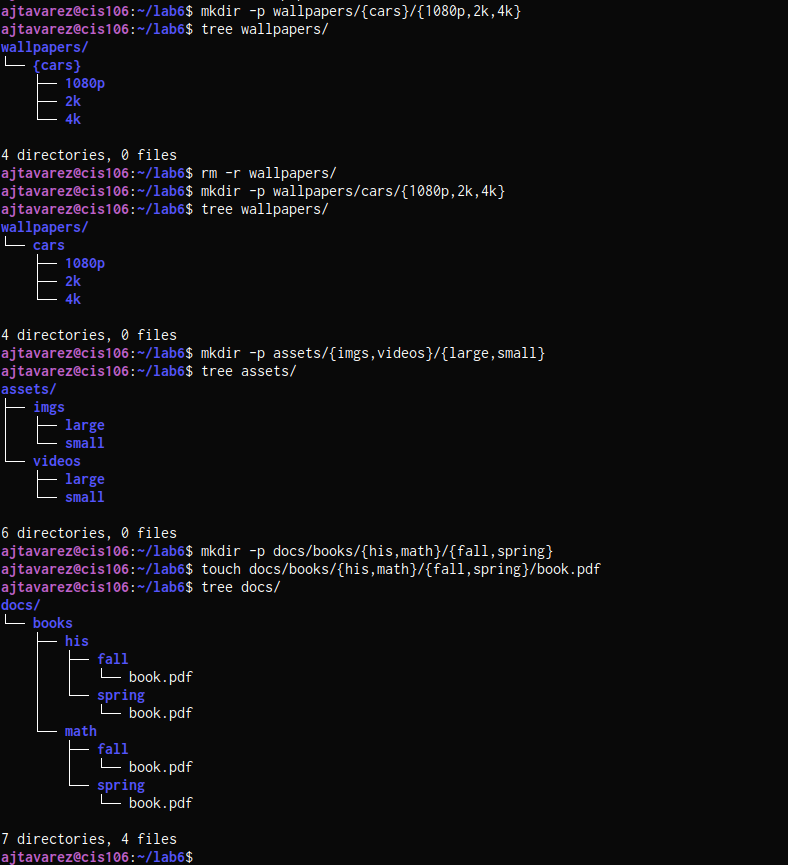 ajtavarez@cis106:~/lab6$ mkdir -p wallpapers/{cars}/{1080p,2k,4k}
ajtavarez@cis106:~/lab6$ tree wallpapers/
wallpapers/
└── {cars}
    ├── 1080p
    ├── 2k
    └── 4k

4 directories, 0 files
ajtavarez@cis106:~/lab6$ rm -r wallpapers/
ajtavarez@cis106:~/lab6$ mkdir -p wallpapers/cars/{1080p,2k,4k}
ajtavarez@cis106:~/lab6$ tree wallpapers/
wallpapers/
└── cars
    ├── 1080p
    ├── 2k
    └── 4k

4 directories, 0 files
ajtavarez@cis106:~/lab6$ mkdir -p assets/{imgs,videos}/{large,small}
ajtavarez@cis106:~/lab6$ tree assets/
assets/
├── imgs
│   ├── large
│   └── small
└── videos
    ├── large
    └── small

6 directories, 0 files
ajtavarez@cis106:~/lab6$ mkdir -p docs/books/{his,math}/{fall,spring}
ajtavarez@cis106:~/lab6$ touch docs/books/{his,math}/{fall,spring}/book.pdf
ajtavarez@cis106:~/lab6$ tree docs/
docs/
└── books
    ├── his
    │   ├── fall
    │   │   └── book.pdf
    │   └── spring
    │       └── book.pdf
    └── math
        ├── fall
        │   └── book.pdf
        └── spring
            └── book.pdf

7 directories, 4 files
ajtavarez@cis106:~/lab6$